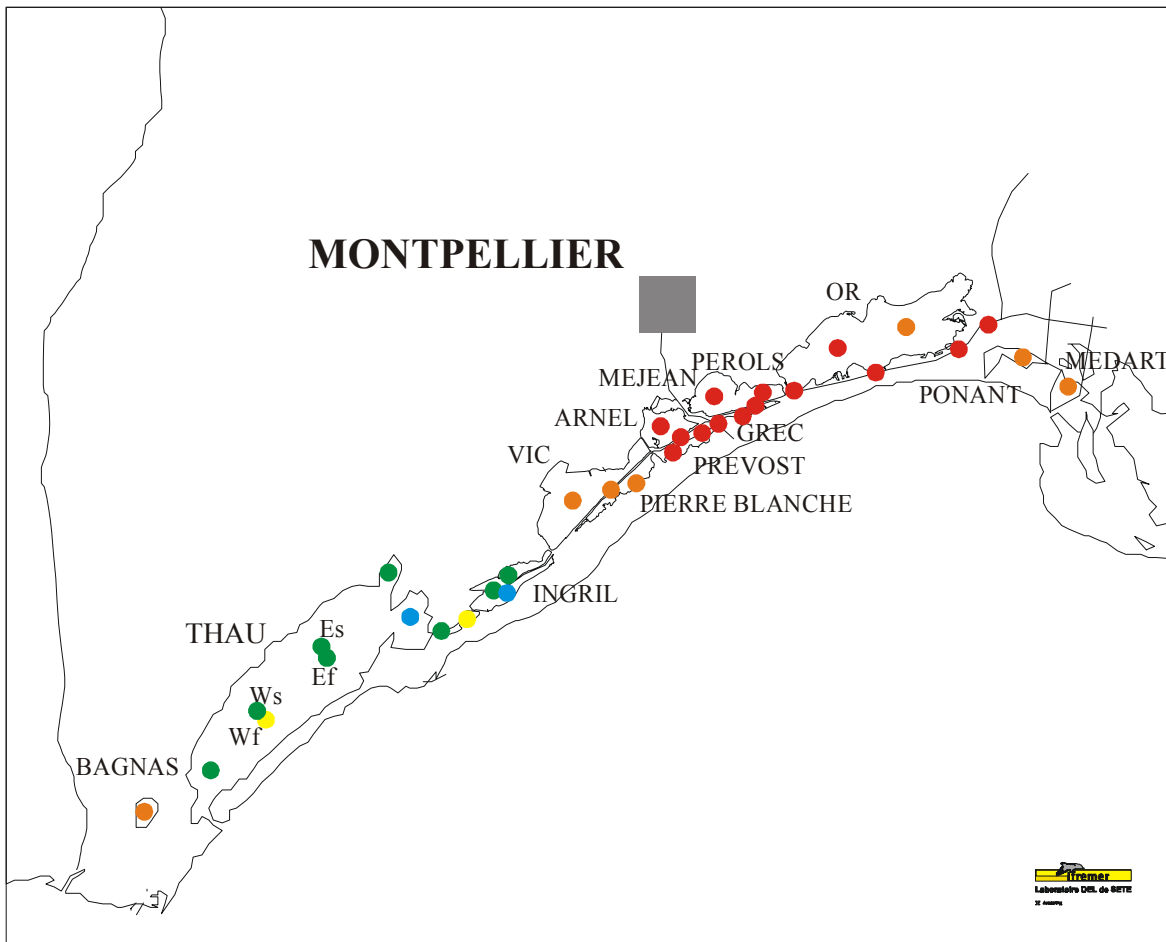 MONTPELLIER
OR
PEROLS
MEJEAN
MEDART
PONANT
ARNEL
GREC
VIC
PREVOST
PIERRE BLANCHE
INGRIL
THAU
Es
Ef
Ws
Wf
BAGNAS
Ifremer
Laboratoire DEL de SETE